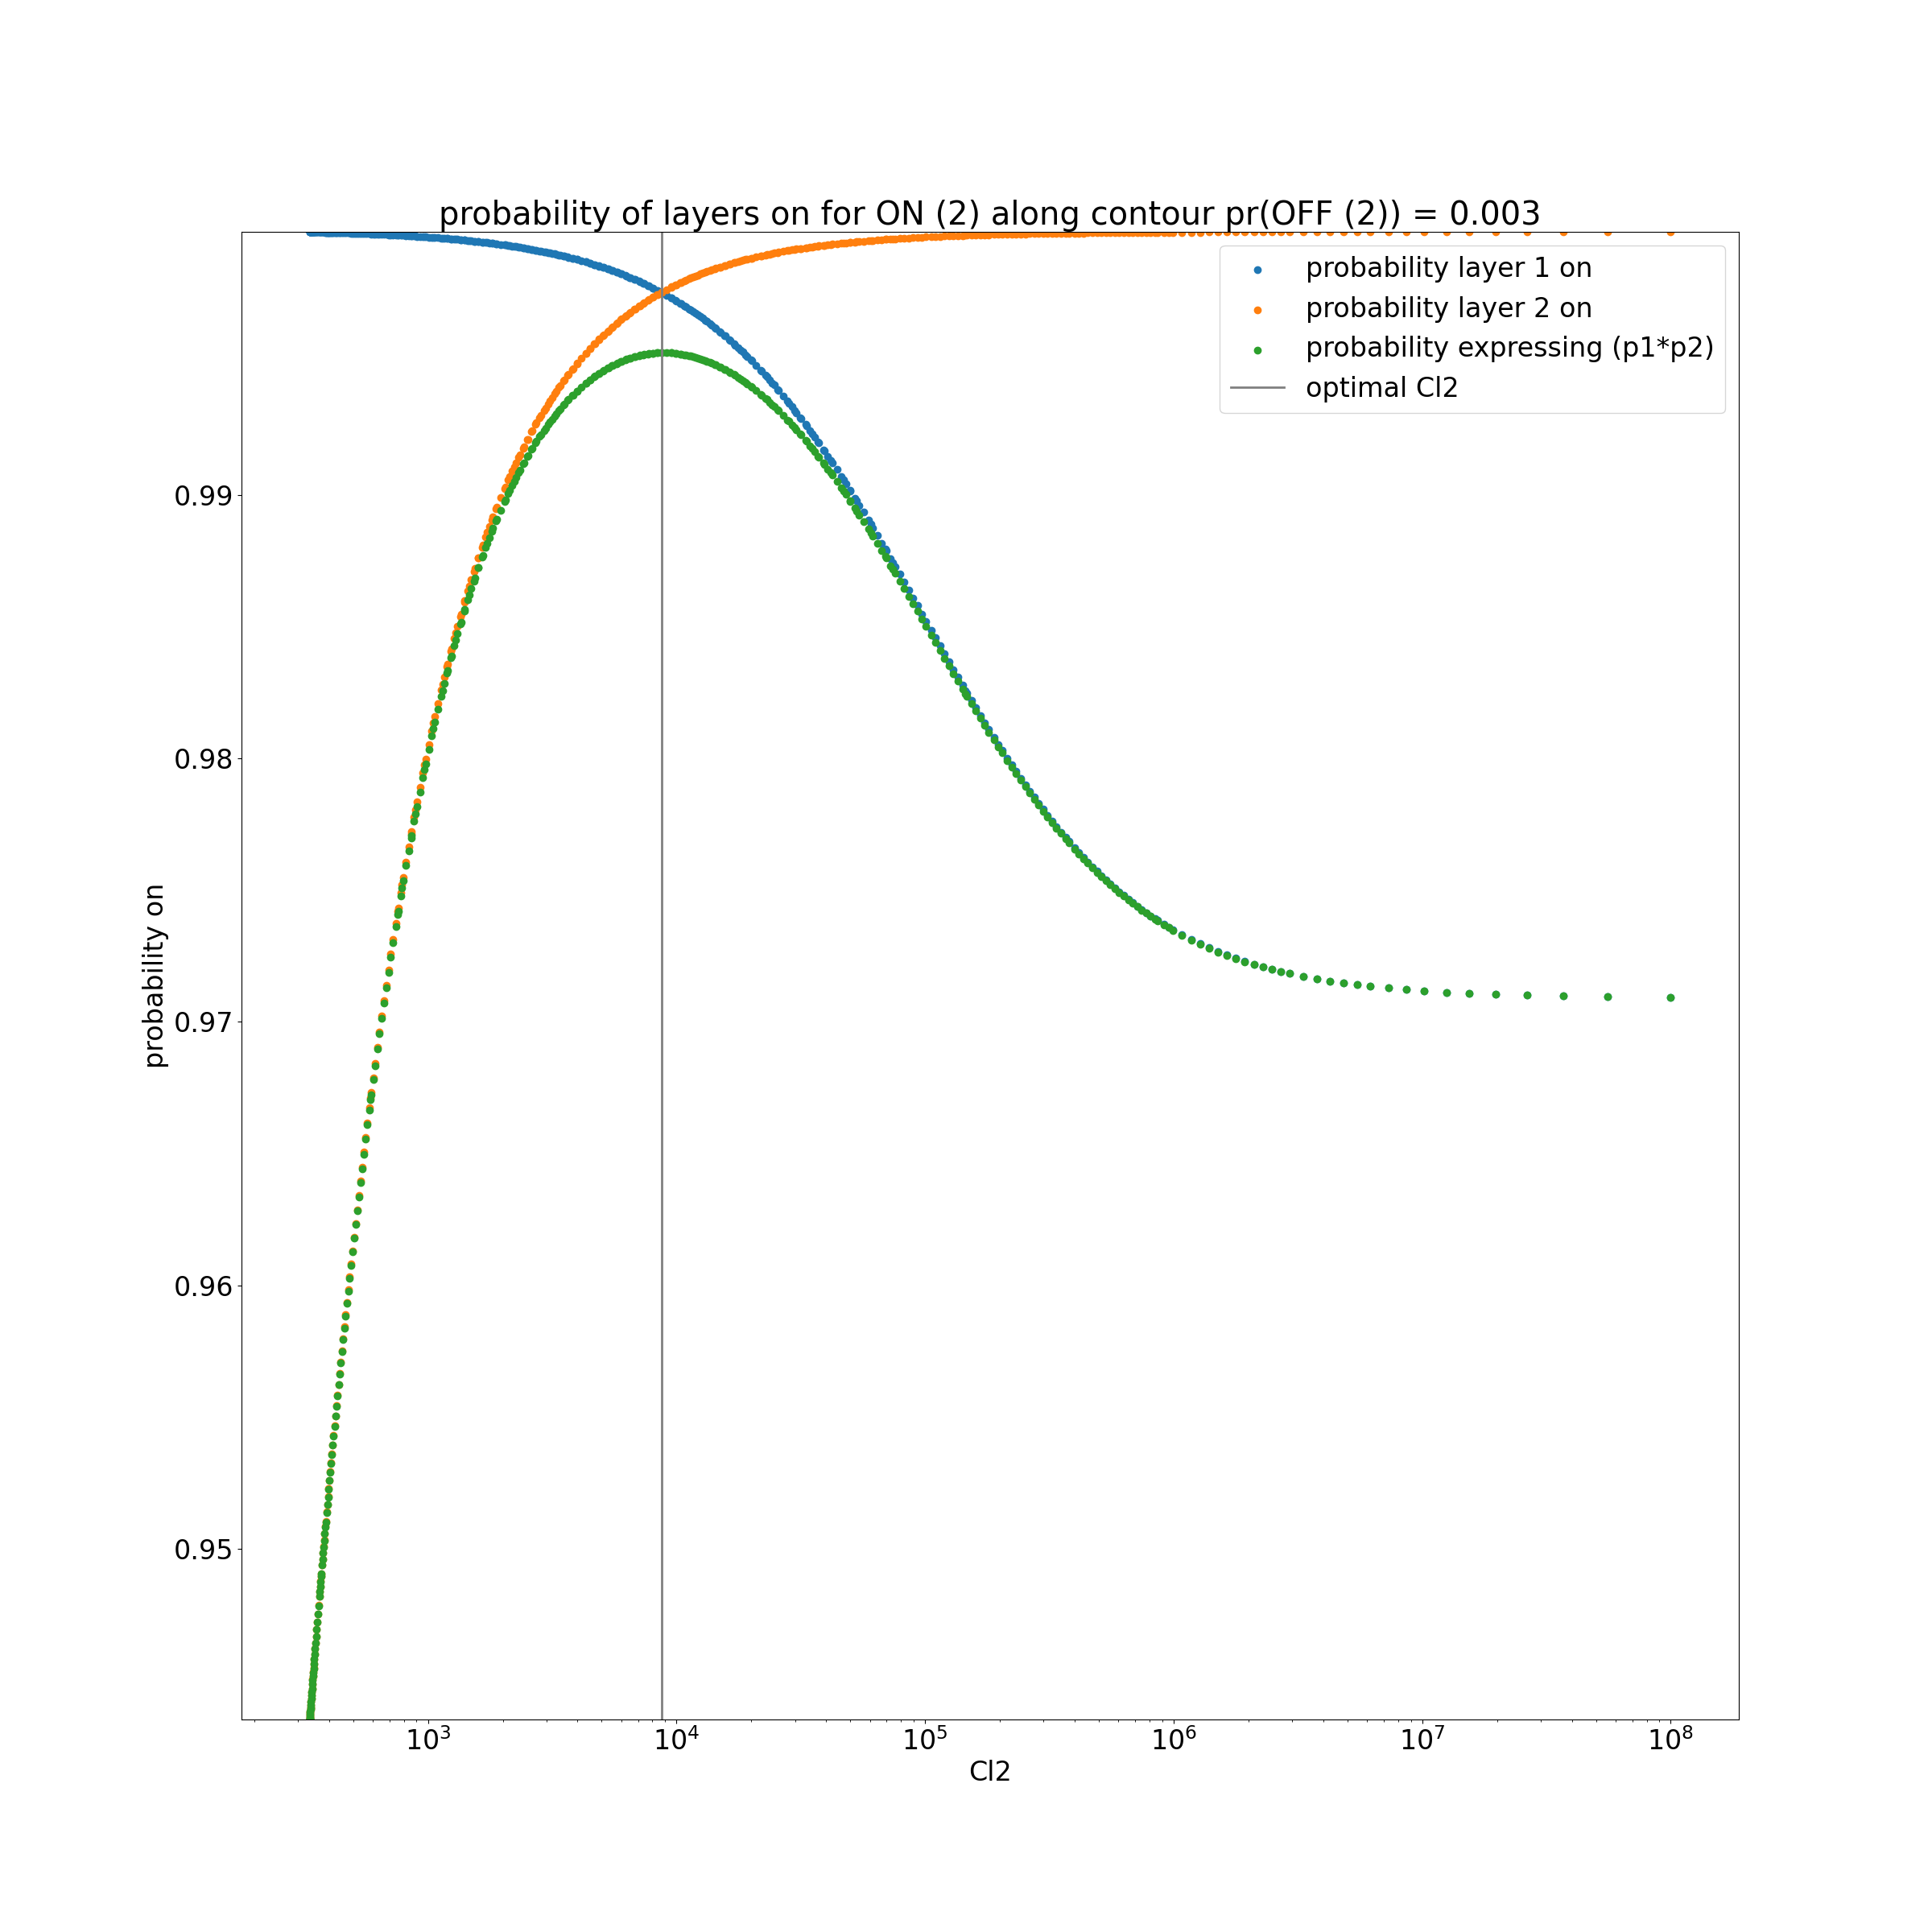 probability of layers on for ON (2) along contour pr(OFF (2)) = 0.003
probability layer 1 on
probability layer 2 on
probability expressing (p1*p2)
optimal Cl2
0.99
0.98
0.97
0.96
0.95
probability on
10³ 10⁴ 10⁵ 10⁶ 10⁷ 10⁸
Cl2